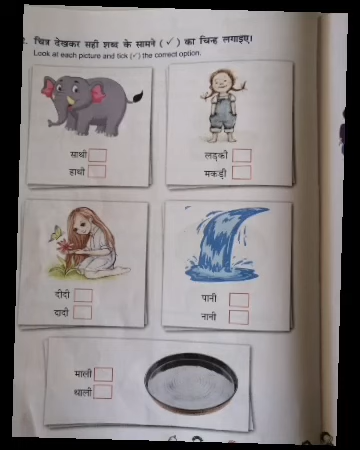 चित्र देखकर सही शब्द के सामने (✓) का चिन्ह लगाइए।
Look at each picture and tick (✓) the correct option.
साथी
हाथी
लड़की
मकड़ी
दीदी
दादी
पानी
नानी
माली
थाली